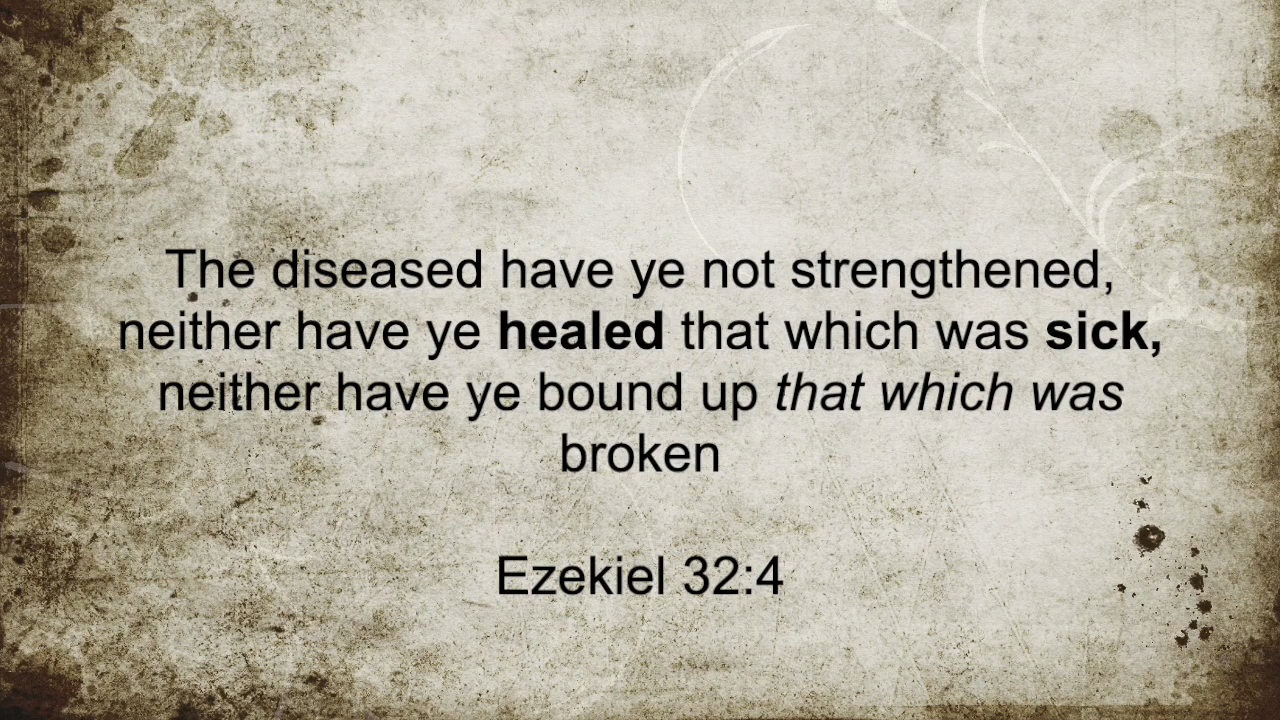 The diseased have ye not strengthened,
neither have ye healed that which was sick,
neither have ye bound up that which was
broken
Ezekiel 32:4